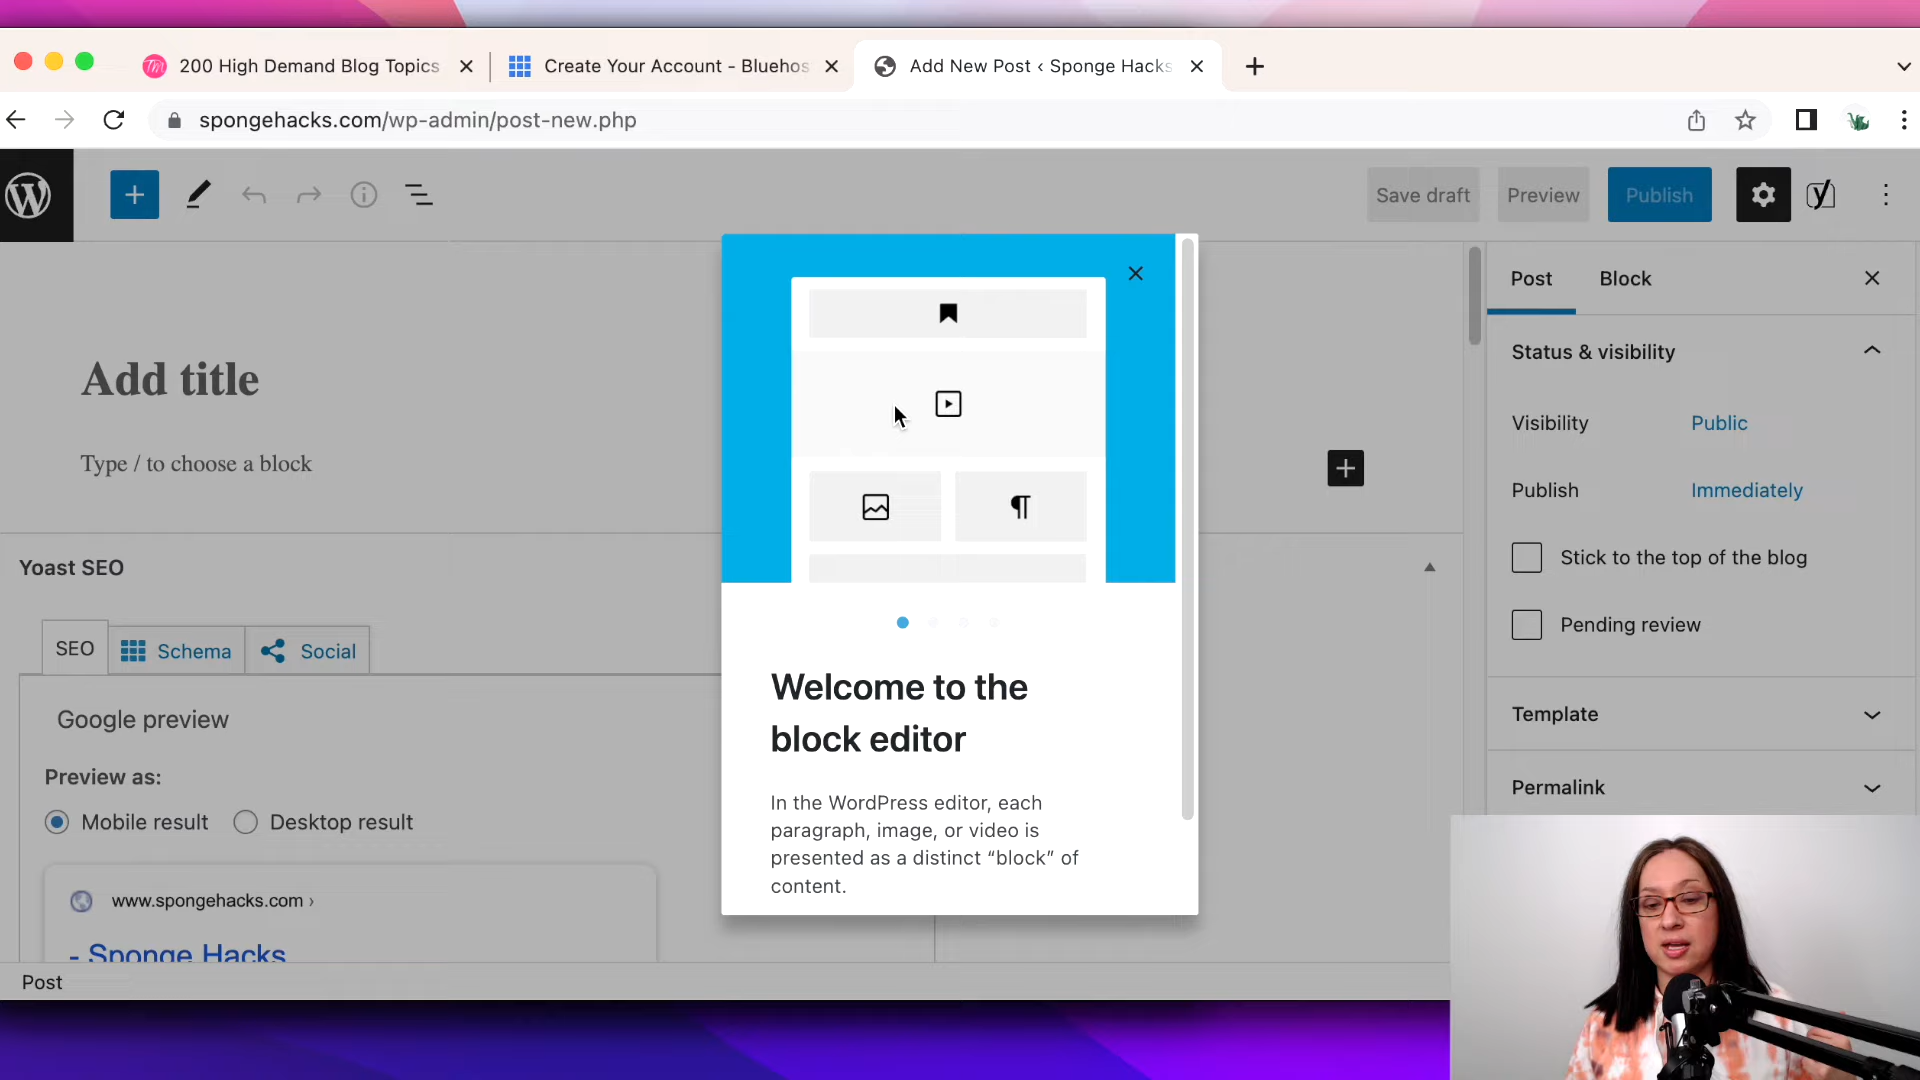 200 High Demand Blog Topics
Create Your Account - Bluehos
Add New Post ‹ Sponge Hacks
spongehacks.com/wp-admin/post-new.php
Save draft
Preview
Publish
Post
Block
Add title
Type / to choose a block
Status & visibility
Visibility
Public
Publish
Immediately
Stick to the top of the blog
Pending review
Template
Permalink
Yoast SEO
SEO
Schema
Social
Google preview
Preview as:
Mobile result
Desktop result
www.spongehacks.com ›
- Sponge Hacks
Welcome to the
block editor
In the WordPress editor, each
paragraph, image, or video is
presented as a distinct “block” of
content.
Post